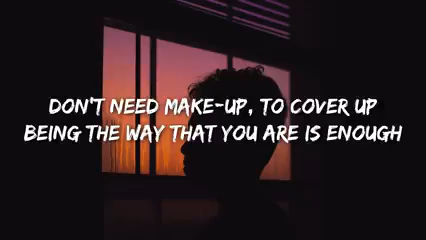 DON'T NEED MAKE-UP, TO COVER UP
BEING THE WAY THAT YOU ARE IS ENOUGH